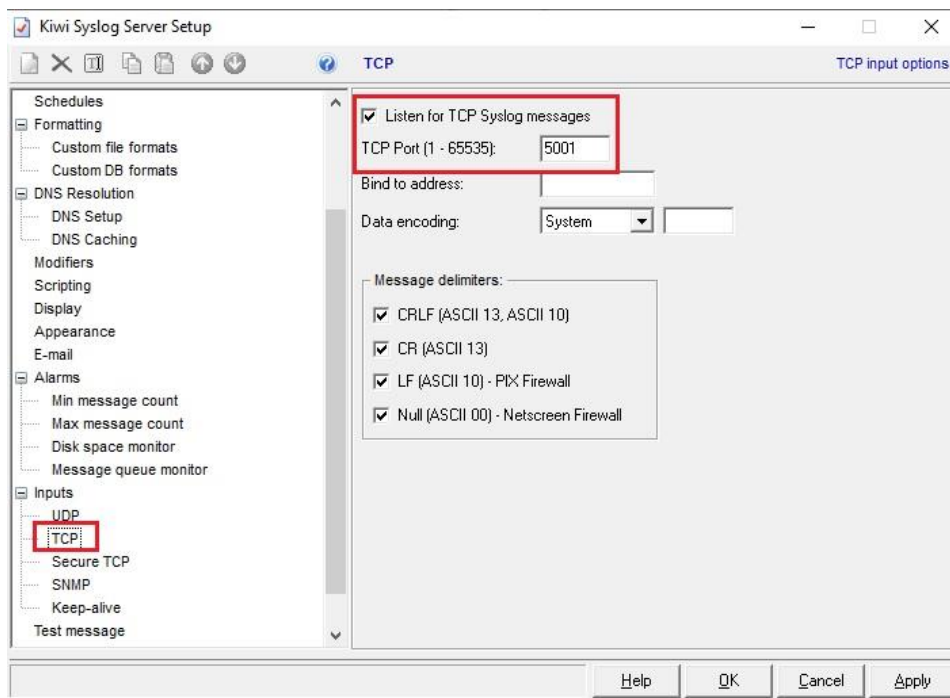 Kiwi Syslog Server Setup
TCP
TCP input options
Schedules
Formatting
Custom file formats
Custom DB formats
DNS Resolution
DNS Setup
DNS Caching
Modifiers
Scripting
Display
Appearance
E-mail
Alarms
Min message count
Max message count
Disk space monitor
Message queue monitor
Inputs
UDP
TCP
Secure TCP
SNMP
Keep-alive
Test message
Listen for TCP Syslog messages
TCP Port (1 - 65535): 5001
Bind to address:
Data encoding: System
Message delimiters:
CRLF (ASCII 13, ASCII 10)
CR (ASCII 13)
LF (ASCII 10) - PIX Firewall
Null (ASCII 00) - Netscreen Firewall
Help OK Cancel Apply